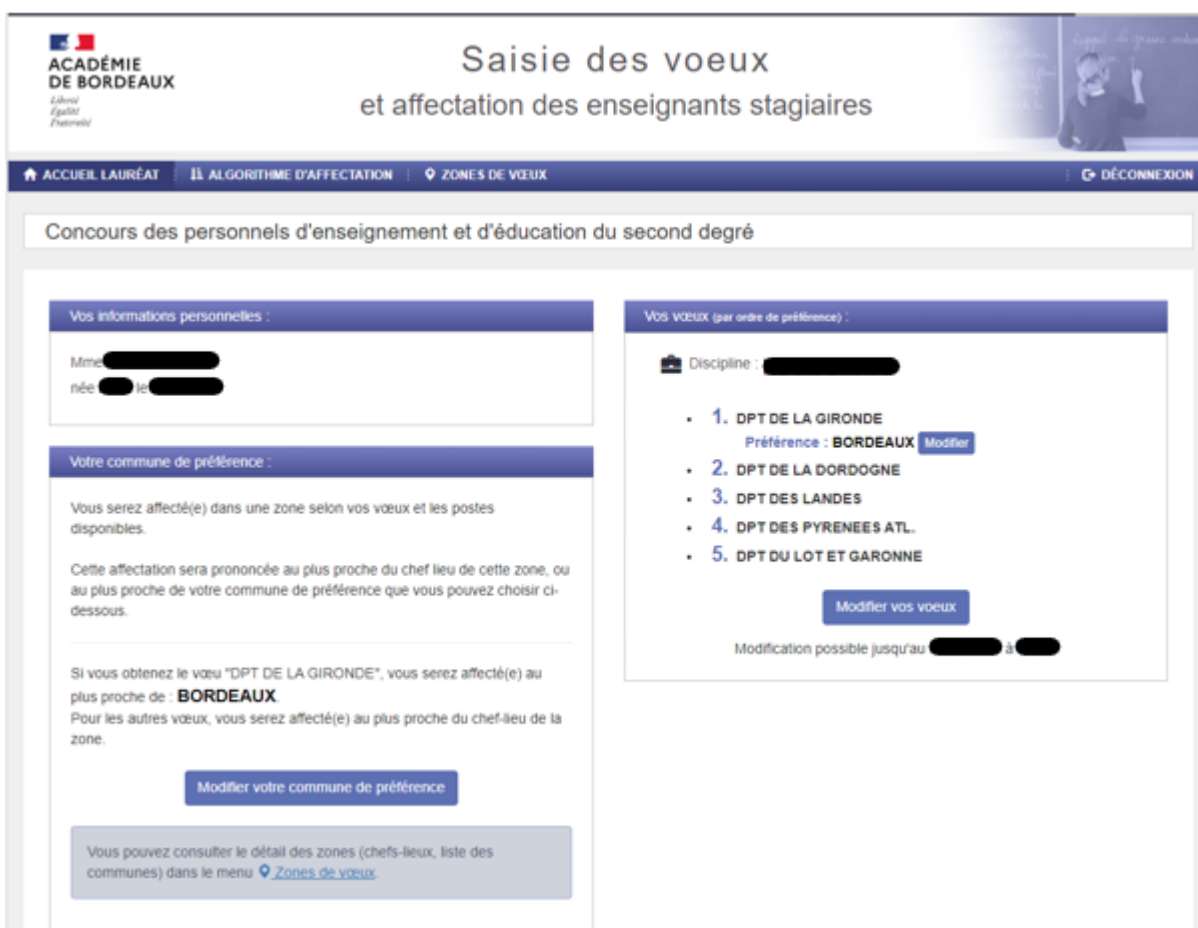 ACADÉMIE
DE BORDEAUX
Liberté
Égalité
Fraternité
Saisie des voeux
et affectation des enseignants stagiaires
ACCUEIL LAURÉAT
ALGORITHME D'AFFECTATION
ZONES DE VŒUX
DÉCONNEXION
Concours des personnels d'enseignement et d'éducation du second degré
Vos informations personnelles :
Mme
née le
Votre commune de préférence :
Vous serez affecté(e) dans une zone selon vos vœux et les postes
disponibles.
Cette affectation sera prononcée au plus proche du chef lieu de cette zone, ou
au plus proche de votre commune de préférence que vous pouvez choisir ci-
dessous.
Si vous obtenez le vœu "DPT DE LA GIRONDE", vous serez affecté(e) au
plus proche de : BORDEAUX.
Pour les autres vœux, vous serez affecté(e) au plus proche du chef-lieu de la
zone.
Modifier votre commune de préférence
Vous pouvez consulter le détail des zones (chefs-lieux, liste des
communes) dans le menu Zones de vœux.
Vos vœux (par ordre de préférence) :
Discipline :
1. DPT DE LA GIRONDE
Préférence : BORDEAUX Modifier
2. DPT DE LA DORDOGNE
3. DPT DES LANDES
4. DPT DES PYRENEES ATL.
5. DPT DU LOT ET GARONNE
Modifier vos voeux
Modification possible jusqu'au à